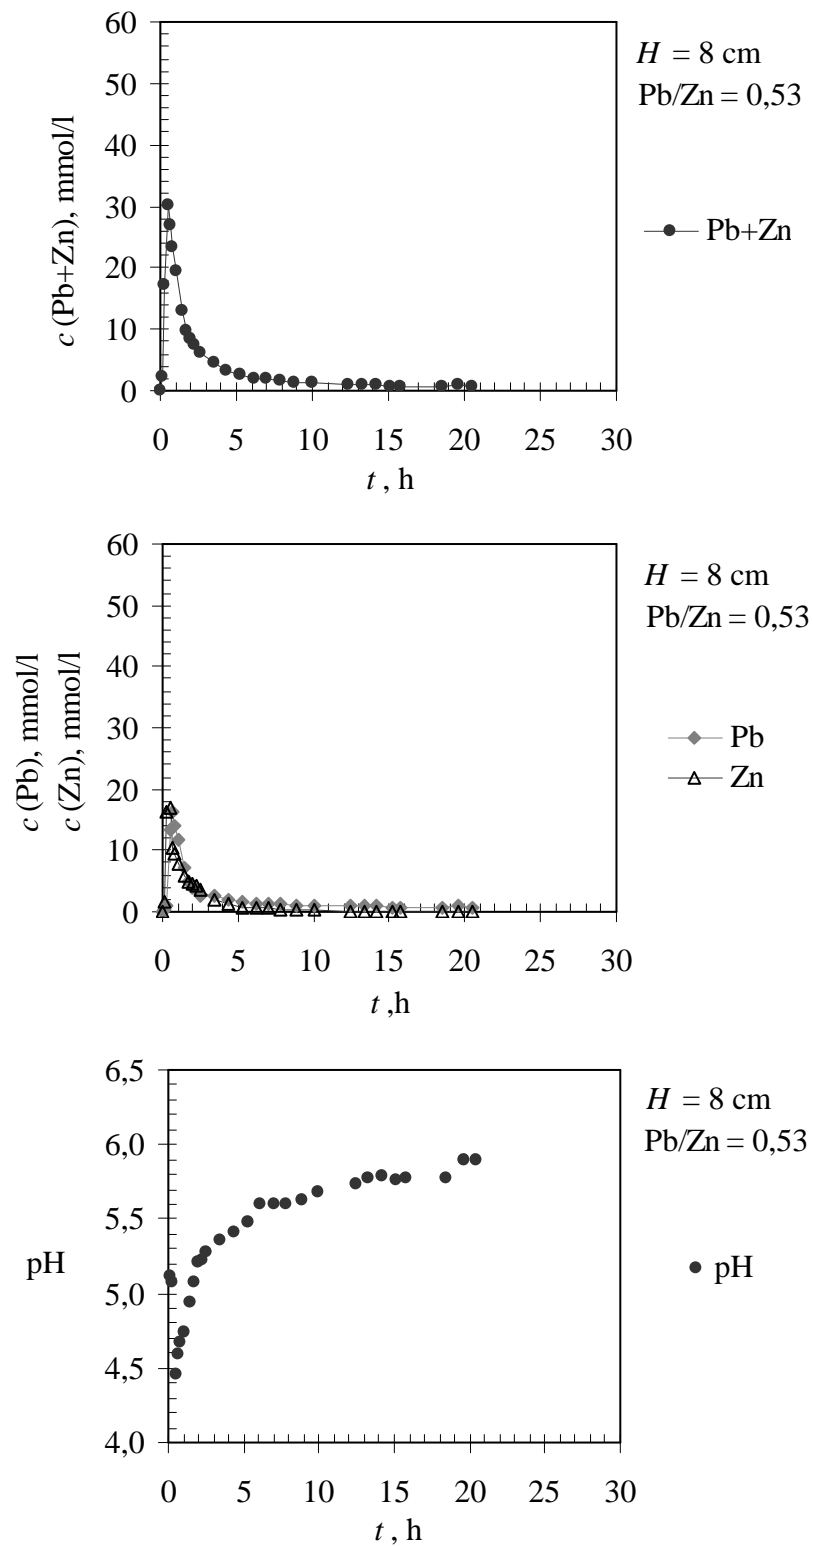 60
50
40
30
20
10
0
c (Pb+Zn), mmol/l
0 5 10 15 20 25 30
t , h
H = 8 cm
Pb/Zn = 0,53
Pb+Zn
60
50
40
30
20
10
0
c (Pb), mmol/l
c (Zn), mmol/l
0 5 10 15 20 25 30
t ,h
H = 8 cm
Pb/Zn = 0,53
Pb
Zn
6,5
6,0
5,5
5,0
4,5
4,0
pH
0 5 10 15 20 25 30
t , h
H = 8 cm
Pb/Zn = 0,53
pH